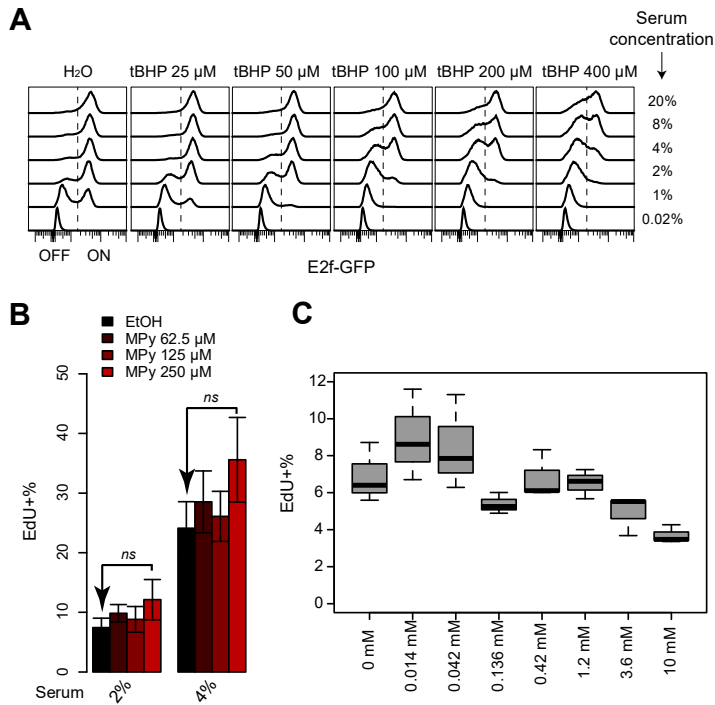 A
Serum
concentration
H₂O tBHP 25 µM tBHP 50 µM tBHP 100 µM tBHP 200 µM tBHP 400 µM
20%
8%
4%
2%
1%
0.02%
OFF ON
E2f-GFP
B
EtOH
MPy 62.5 µM
MPy 125 µM
MPy 250 µM
EdU+%
50
40
30
20
10
0
ns
ns
Serum 2% 4%
C
EdU+%
12
10
8
6
4
2
0
0 mM 0.014 mM 0.042 mM 0.136 mM 0.42 mM 1.2 mM 3.6 mM 10 mM